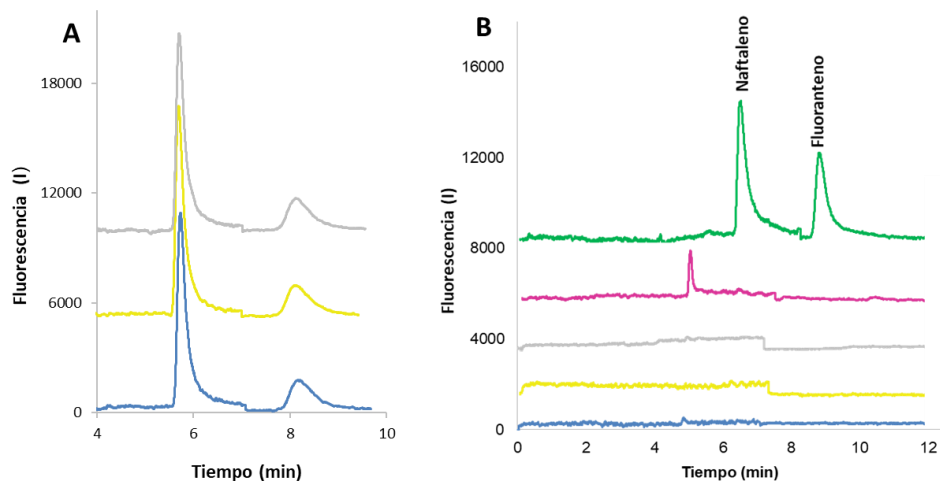 A
18000
12000
6000
0
4
6
8
10
Fluorescencia (I)
Tiempo (min)
B
16000
12000
8000
4000
0
0
2
4
6
8
10
12
Fluorescencia (I)
Tiempo (min)
Naftaleno
Fluoranteno